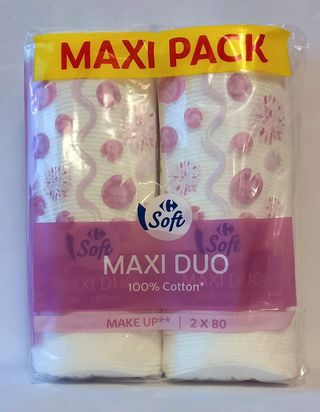 MAXI PACK
Soft
Soft
Soft
MAXI DUO
100% Cotton*
MAKE UP** | 2 X 80